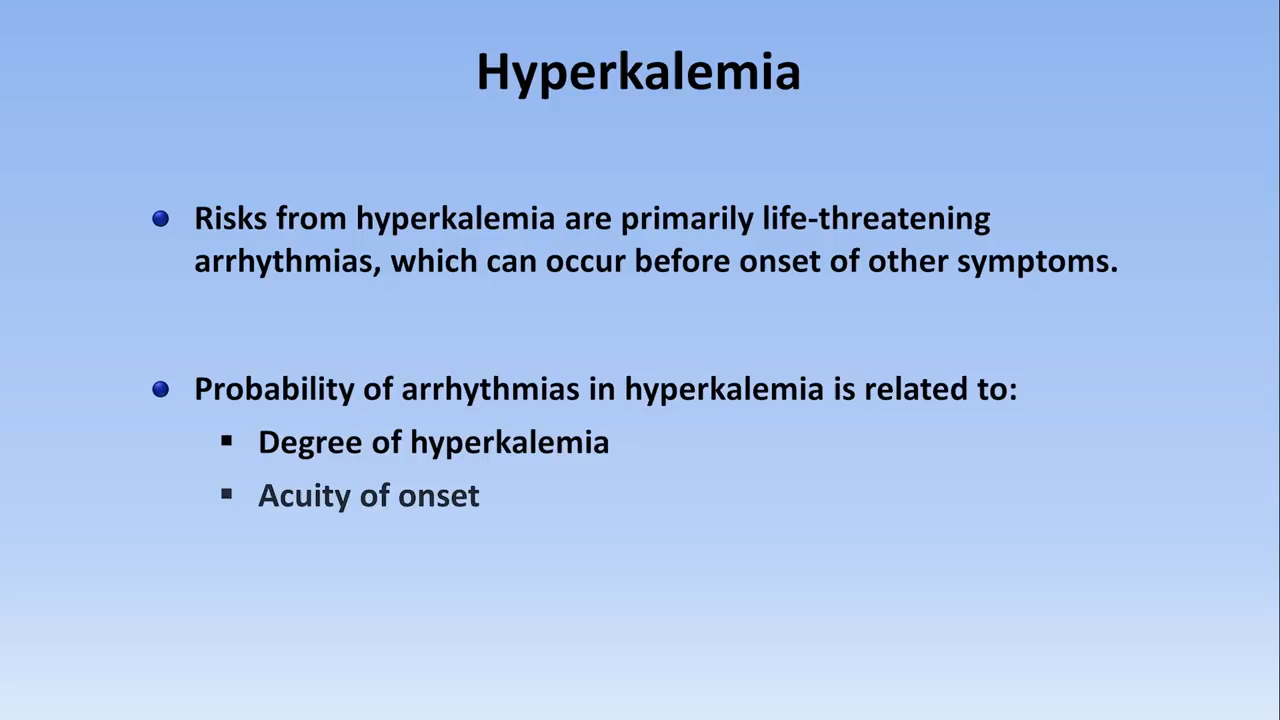 Hyperkalemia
Risks from hyperkalemia are primarily life-threatening
arrhythmias, which can occur before onset of other symptoms.
Probability of arrhythmias in hyperkalemia is related to:
Degree of hyperkalemia
Acuity of onset